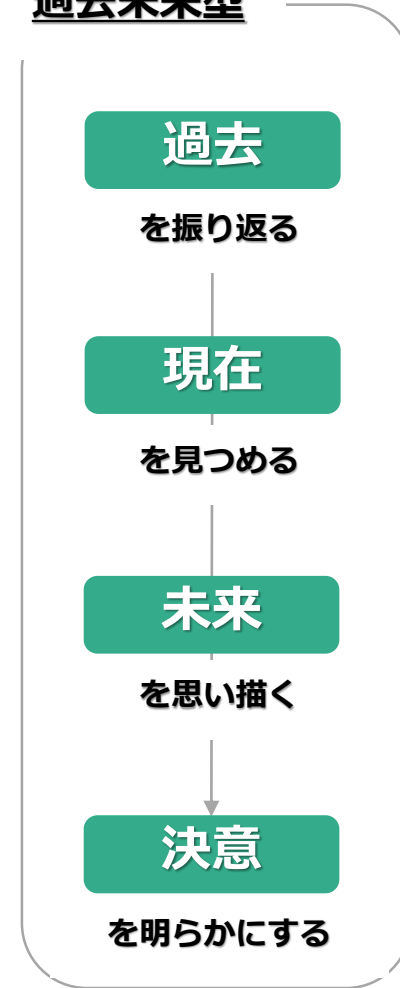 過去未来型
過去
を振り返る
現在
を見つめる
未来
を思い描く
決意
を明らかにする